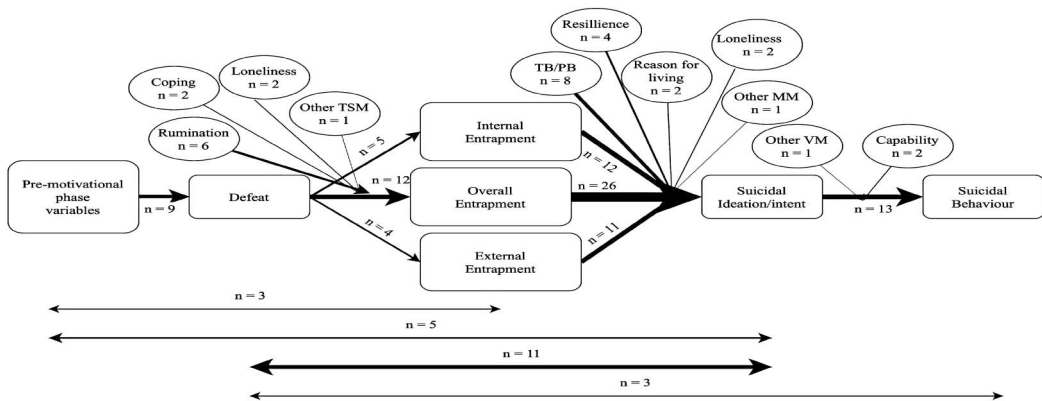 Resillience
n = 4
Loneliness
n = 2
TB/PB
n = 8
Reason for
living
n = 2
Coping
n = 2
Loneliness
n = 2
Other TSM
n = 1
Other MM
n = 1
Rumination
n = 6
n = 5
Internal
Entrapment
n = 12
Other VM
n = 1
Capability
n = 2
Pre-motivational
phase
variables
n = 9
Defeat
n = 12
Overall
Entrapment
n = 26
Suicidal
Ideation/intent
n = 13
Suicidal
Behaviour
n = 4
External
Entrapment
n = 11
n = 3
n = 5
n = 11
n = 3